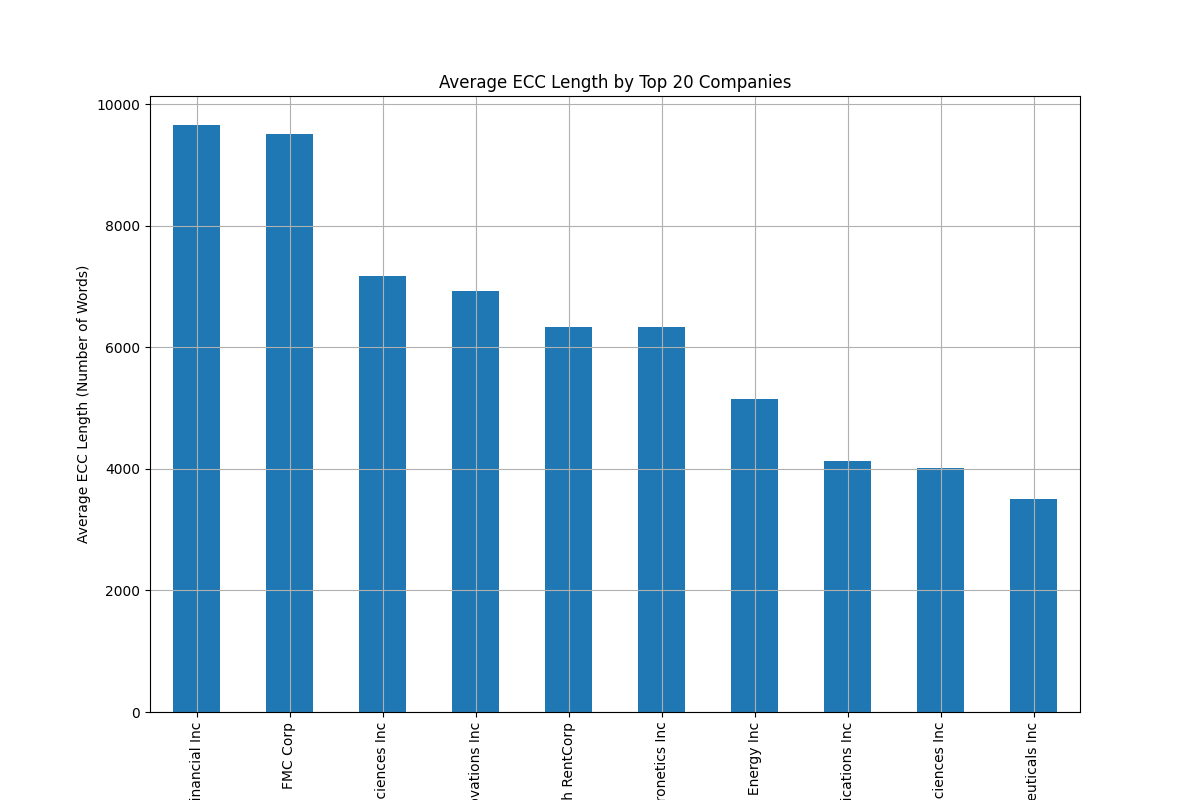 Average ECC Length by Top 20 Companies
Average ECC Length (Number of Words)
10000
8000
6000
4000
2000
0
inancial Inc
FMC Corp
ciences Inc
ovations Inc
h RentCorp
ronetics Inc
Energy Inc
ications Inc
ciences Inc
euticals Inc